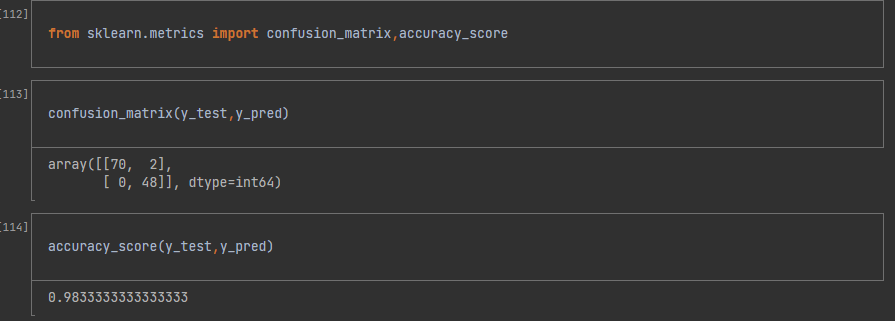 [112]
from sklearn.metrics import confusion_matrix,accuracy_score
[113]
confusion_matrix(y_test,y_pred)
array([[70,  2],
       [ 0, 48]], dtype=int64)
[114]
accuracy_score(y_test,y_pred)
0.9833333333333333